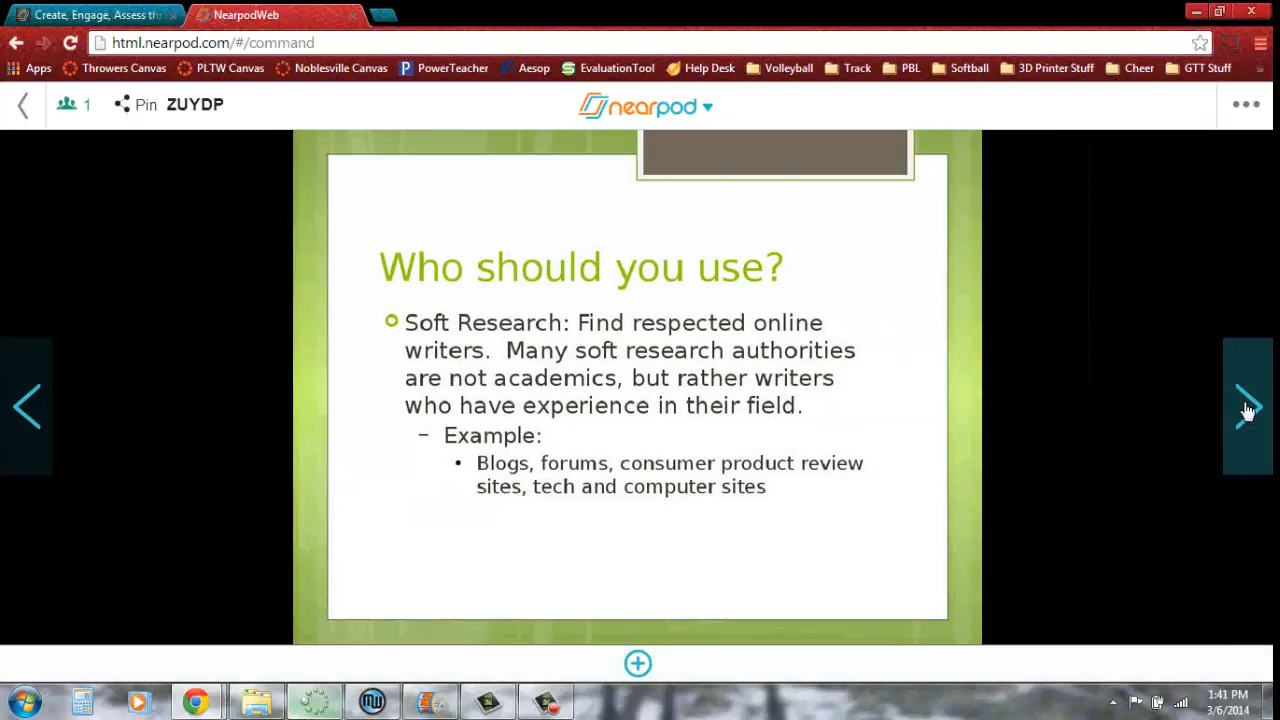 Create, Engage, Assess thr
NearpodWeb
html.nearpod.com/#/command
Apps Throwers Canvas PLTW Canvas Noblesville Canvas PowerTeacher Aesop EvaluationTool Help Desk Volleyball Track PBL Softball 3D Printer Stuff Cheer GTT Stuff »
1 Pin ZUYDP
nearpod
Who should you use?
Soft Research: Find respected online
writers. Many soft research authorities
are not academics, but rather writers
who have experience in their field.
– Example:
• Blogs, forums, consumer product review
sites, tech and computer sites
1:41 PM
3/6/2014